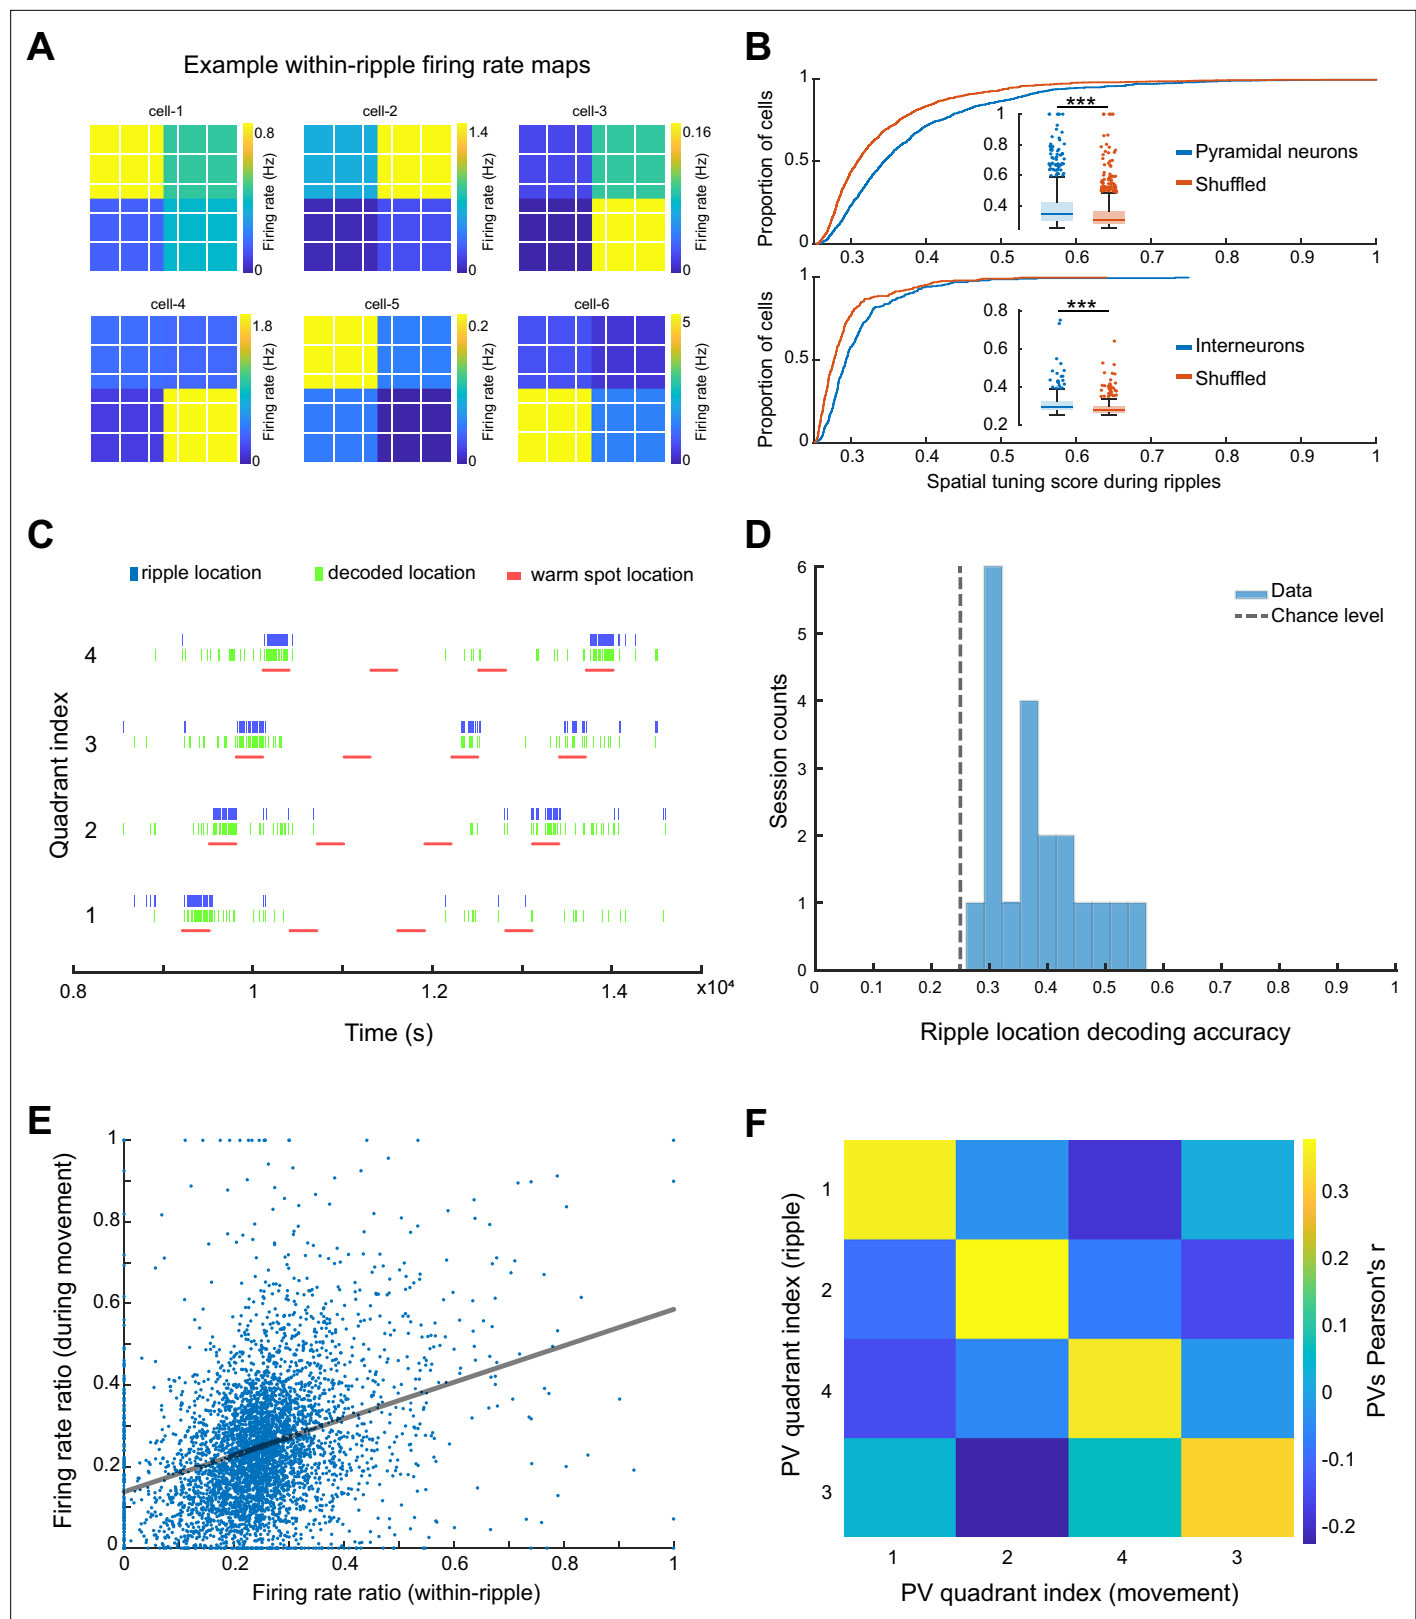 A
Example within-ripple firing rate maps
cell-1
0.8
Firing rate (Hz)
0
cell-2
1.4
Firing rate (Hz)
0
cell-3
0.16
Firing rate (Hz)
0
cell-4
1.8
Firing rate (Hz)
0
cell-5
0.2
Firing rate (Hz)
0
cell-6
5
Firing rate (Hz)
0
B
Proportion of cells
1
0.5
0
0.3 0.4 0.5 0.6 0.7 0.8 0.9 1
***
1
0.8
0.6
0.4
Pyramidal neurons
Shuffled
Proportion of cells
1
0.5
0
0.3 0.4 0.5 0.6 0.7 0.8 0.9 1
***
0.8
0.6
0.4
0.2
Interneurons
Shuffled
Spatial tuning score during ripples
C
ripple location
decoded location
warm spot location
Quadrant index
4
3
2
1
0.8 1 1.2 1.4 x10⁴
Time (s)
D
Data
Chance level
Session counts
6
5
4
3
2
1
0
0 0.1 0.2 0.3 0.4 0.5 0.6 0.7 0.8 0.9 1
Ripple location decoding accuracy
E
Firing rate ratio (during movement)
1
0.8
0.6
0.4
0.2
0
0 0.2 0.4 0.6 0.8 1
Firing rate ratio (within-ripple)
F
PV quadrant index (ripple)
1
2
4
3
1 2 4 3
PV quadrant index (movement)
0.3
0.2
0.1
0
-0.1
-0.2
PVs Pearson's r